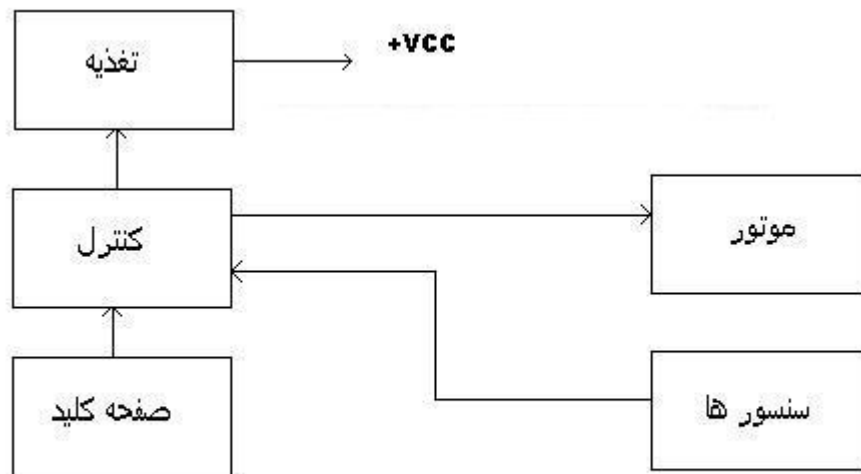 تغذیه
+VCC
کنترل
موتور
صفحه کلید
سنسور ها